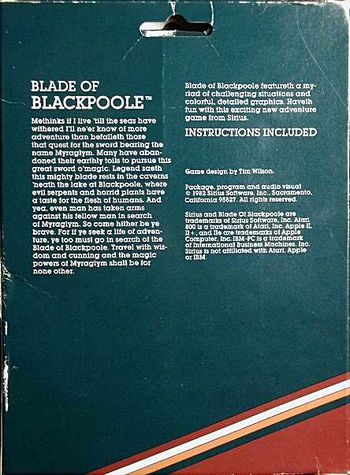 BLADE OF
BLACKPOOLE™
Methinks if I live 'till the seas have
withered I'll ne'er know of more
adventure than befalleth those
that quest for the sword bearing the
name Myraglym. Many have aban-
doned their earthly toils to pursue this
great sword o'magic. Legend saeth
this mighty blade rests in the caverns
'neath the lake of Blackpoole, where
evil serpents and horrid plants have
a taste for the flesh of humans. And
yea, even man has taken arms
against his fellow man in search
of Myraglym. So come hither be ye
brave. For if ye seek a life of adven-
ture, ye too must go in search of the
Blade of Blackpoole. Travel with wis-
dom and cunning and the magic
powers of Myraglym shall be for
none other.
Blade of Blackpoole featureth a my-
riad of challenging situations and
colorful, detailed graphics. Haveth
fun with this exciting new adventure
game from Sirius.
INSTRUCTIONS INCLUDED
Game design by Tim Wilson.
Package, program and audio visual
© 1982 Sirius Software, Inc., Sacramento,
California 95827. All rights reserved.
Sirius and Blade Of Blackpoole are
trademarks of Sirius Software, Inc. Atari
800 is a trademark of Atari, Inc. Apple II,
II+, and IIe are trademarks of Apple
Computer, Inc. IBM-PC is a trademark
of International Business Machines, Inc.
Sirius is not affiliated with Atari, Apple
or IBM.